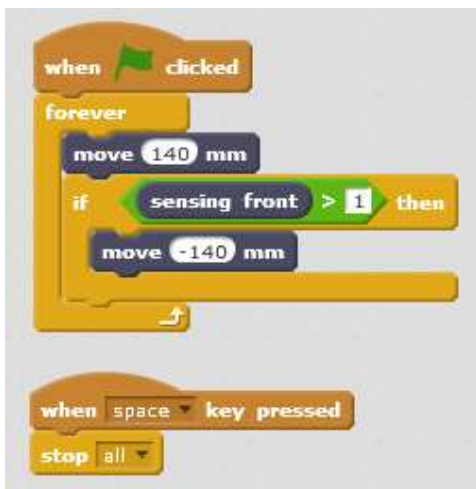 when clicked
forever
move 140 mm
if sensing front > 1 then
move -140 mm
when space key pressed
stop all